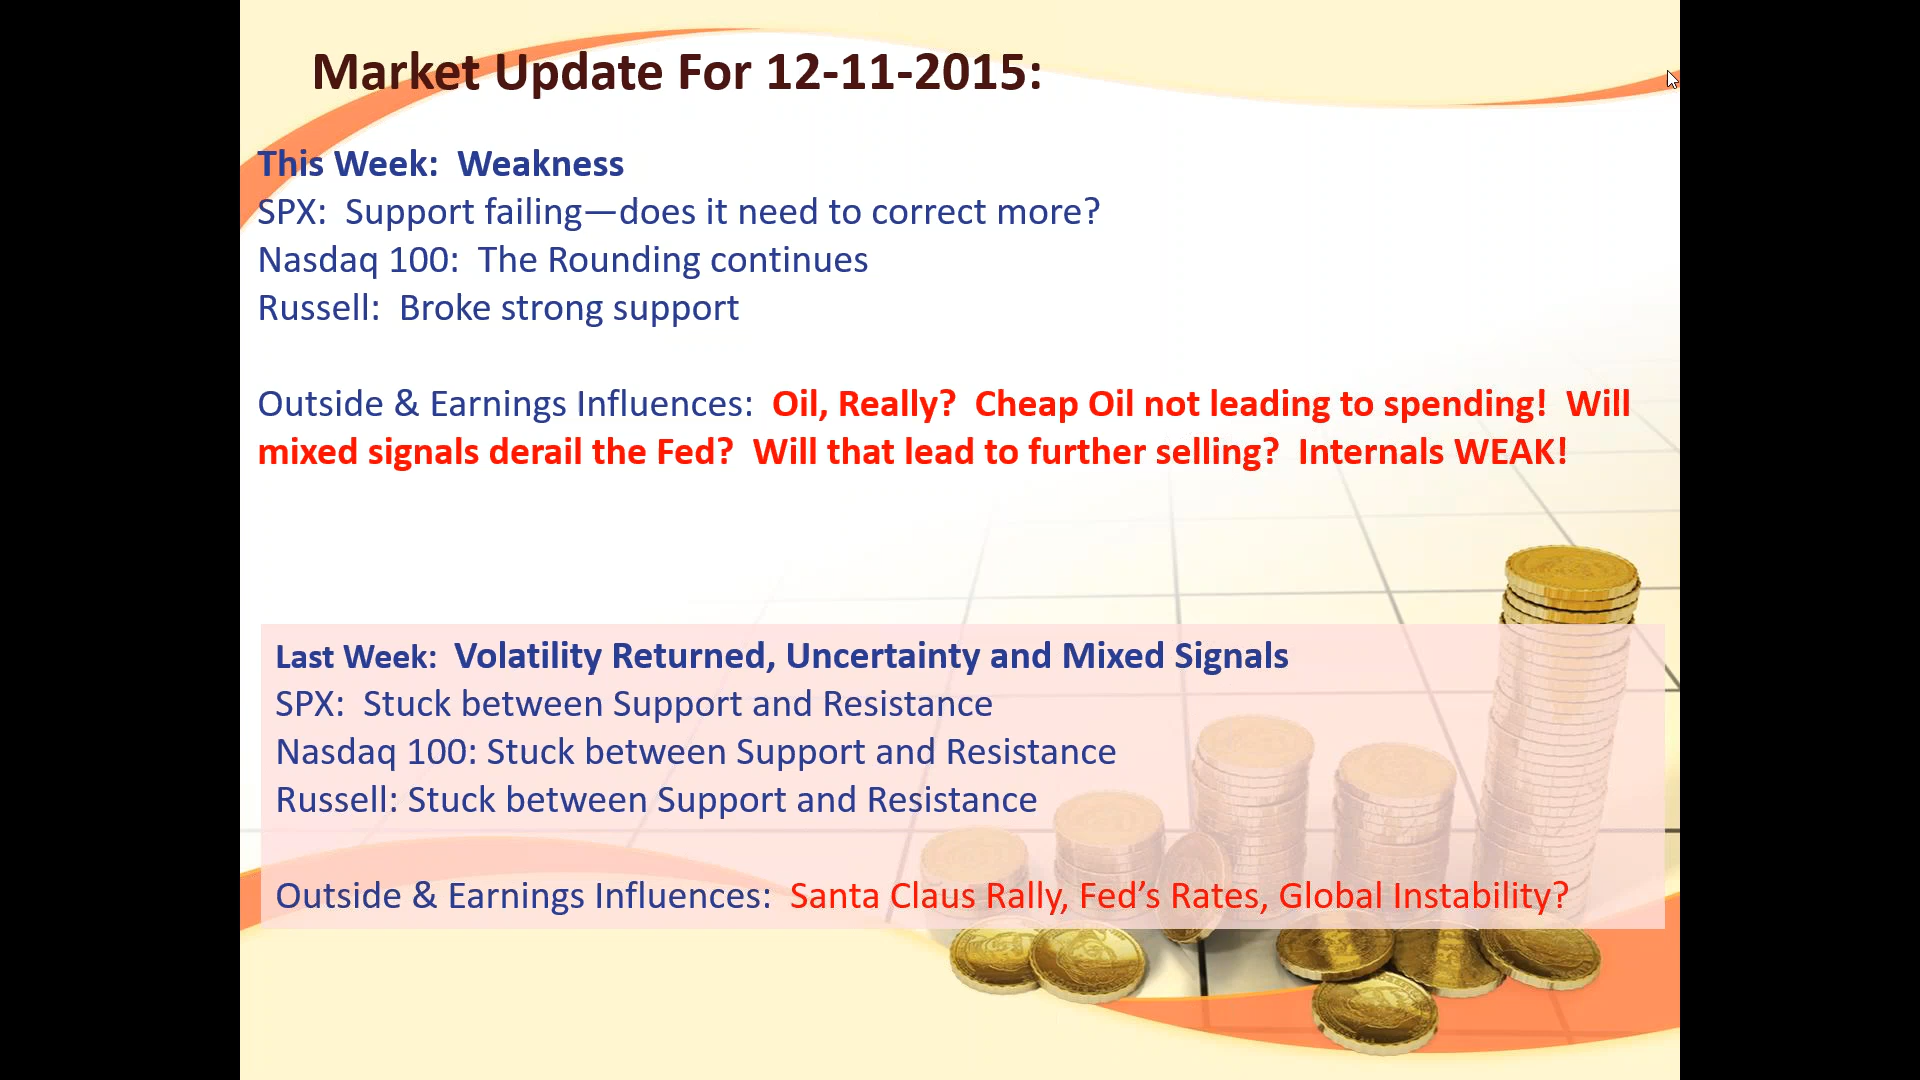 Market Update For 12-11-2015:
This Week:  Weakness
SPX:  Support failing—does it need to correct more?
Nasdaq 100:  The Rounding continues
Russell:  Broke strong support
Outside & Earnings Influences:  Oil, Really?  Cheap Oil not leading to spending!  Will
mixed signals derail the Fed?  Will that lead to further selling?  Internals WEAK!
Last Week:  Volatility Returned, Uncertainty and Mixed Signals
SPX:  Stuck between Support and Resistance
Nasdaq 100: Stuck between Support and Resistance
Russell: Stuck between Support and Resistance
Outside & Earnings Influences:  Santa Claus Rally, Fed’s Rates, Global Instability?